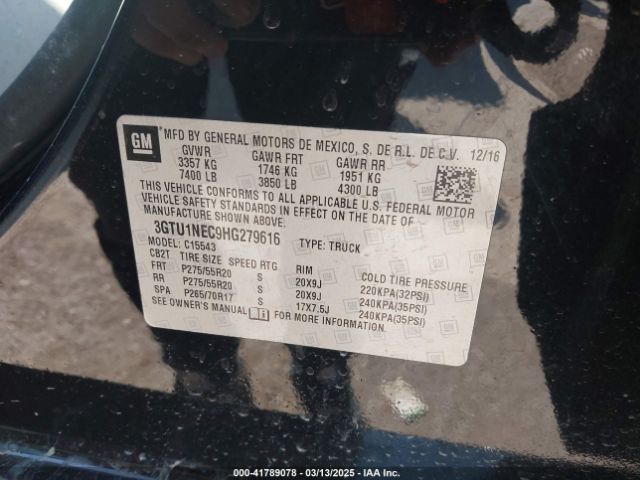 GM
MFD BY GENERAL MOTORS DE MEXICO, S. DE R.L. DE C.V. 12/16
GVWR GAWR FRT GAWR RR
3357 KG 1746 KG 1951 KG
7400 LB 3850 LB 4300 LB
THIS VEHICLE CONFORMS TO ALL APPLICABLE U.S. FEDERAL MOTOR
VEHICLE SAFETY STANDARDS IN EFFECT ON THE DATE OF
MANUFACTURE SHOWN ABOVE.
3GTU1NEC9HG279616 TYPE: TRUCK
MODEL: C15543
CB2T TIRE SIZE SPEED RTG RIM COLD TIRE PRESSURE
FRT P275/55R20 S 20X9J 220KPA(32PSI)
RR P275/55R20 S 20X9J 240KPA(35PSI)
SPA P265/70R17 S 17X7.5J 240KPA(35PSI)
SEE OWNER'S MANUAL FOR MORE INFORMATION.
000-41789078 - 03/13/2025 - IAA Inc.